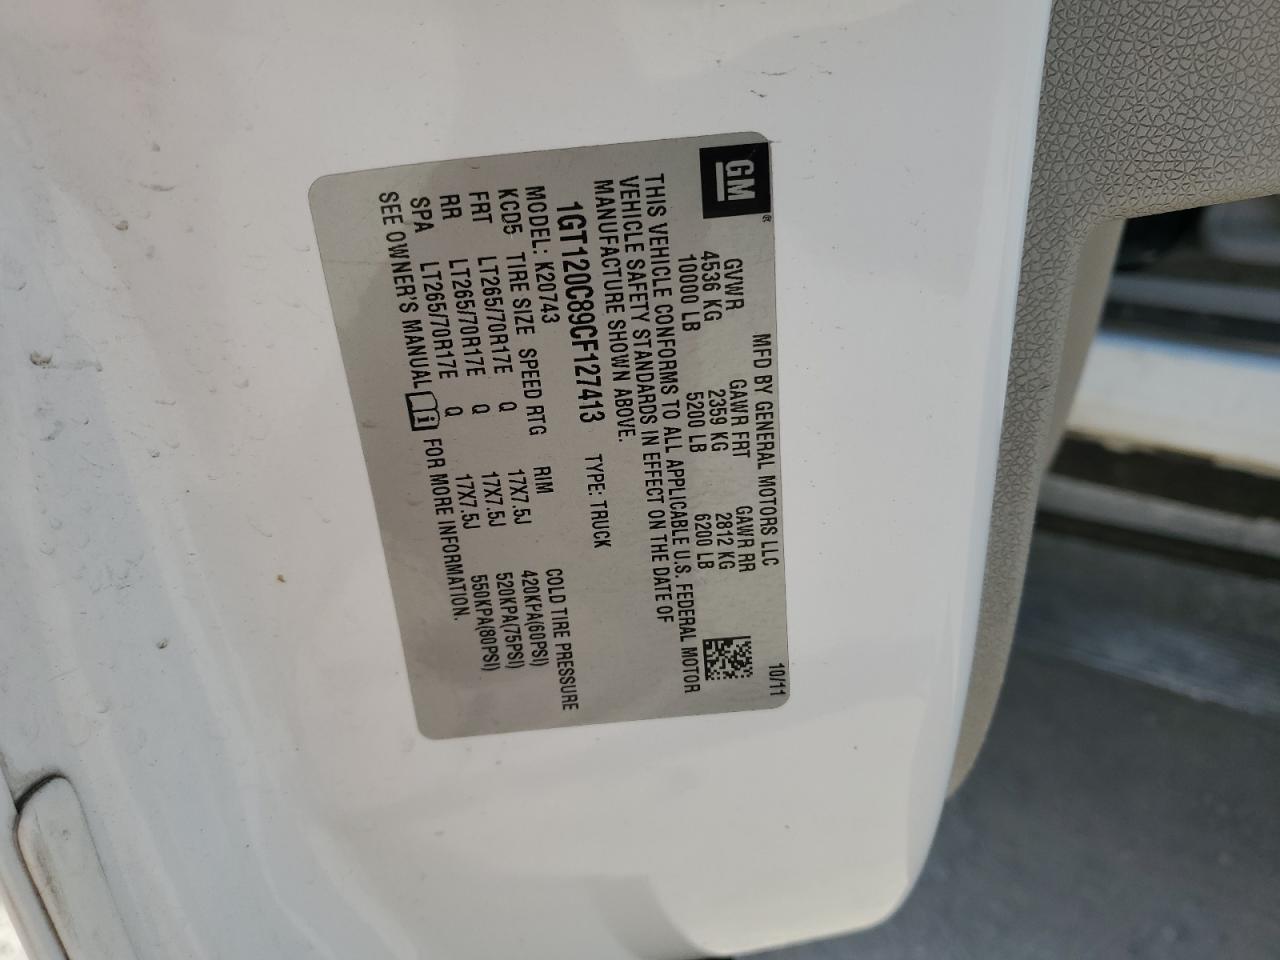 GM
®
MFD BY GENERAL MOTORS LLC
10/11
GVWR GAWR FRT GAWR RR
4536 KG 2359 KG 2812 KG
10000 LB 5200 LB 6200 LB
THIS VEHICLE CONFORMS TO ALL APPLICABLE U.S. FEDERAL MOTOR
VEHICLE SAFETY STANDARDS IN EFFECT ON THE DATE OF
MANUFACTURE SHOWN ABOVE.
1GT120C89CF127413 TYPE: TRUCK
MODEL: K20743
KCD5 TIRE SIZE SPEED RTG RIM COLD TIRE PRESSURE
FRT LT265/70R17E Q 17X7.5J 420KPA(60PSI)
RR LT265/70R17E Q 17X7.5J 520KPA(75PSI)
SPA LT265/70R17E Q 17X7.5J 550KPA(80PSI)
SEE OWNER'S MANUAL i FOR MORE INFORMATION.